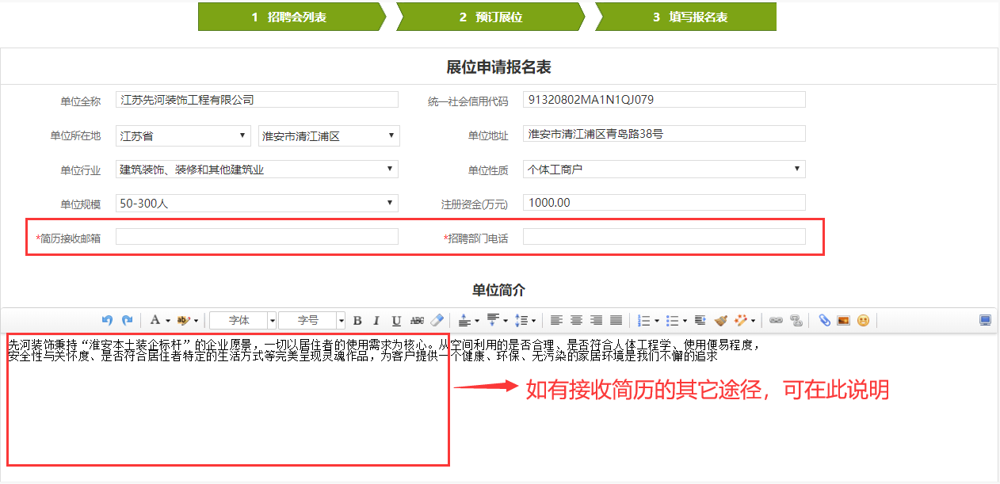 1 招聘会列表 2 预订展位 3 填写报名表
展位申请报名表
单位全称 江苏先河装饰工程有限公司 统一社会信用代码 91320802MA1N1QJ079
单位所在地 江苏省 淮安市清江浦区 单位地址 淮安市清江浦区青岛路38号
单位行业 建筑装饰、装修和其他建筑业 单位性质 个体工商户
单位规模 50-300人 注册资金(万元) 1000.00
*简历接收邮箱 *招聘部门电话
单位简介
A ab 字体 字号 B I U ABC
先河装饰秉持“淮安本土装企标杆”的企业愿景，一切以居住者的使用需求为核心。从空间利用的是否合理、是否符合人体工程学、使用便易程度，
安全性与关怀度、是否符合居住者特定的生活方式等完美呈现灵魂作品，为客户提供一个健康、环保、无污染的家居环境是我们不懈的追求
如有接收简历的其它途径，可在此说明